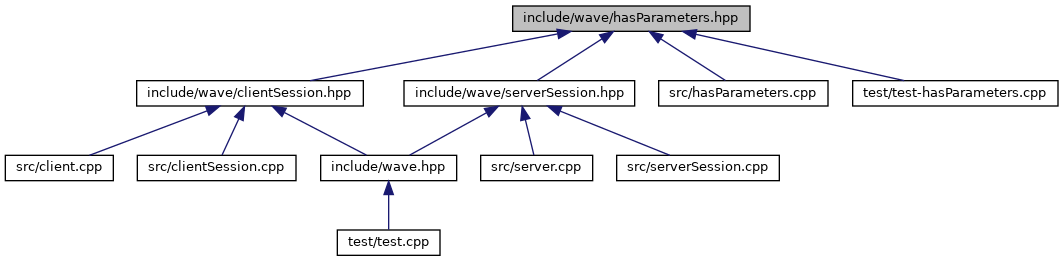 include/wave/hasParameters.hpp
include/wave/clientSession.hpp
include/wave/serverSession.hpp
src/hasParameters.cpp
test/test-hasParameters.cpp
src/client.cpp
src/clientSession.cpp
include/wave.hpp
src/server.cpp
src/serverSession.cpp
test/test.cpp